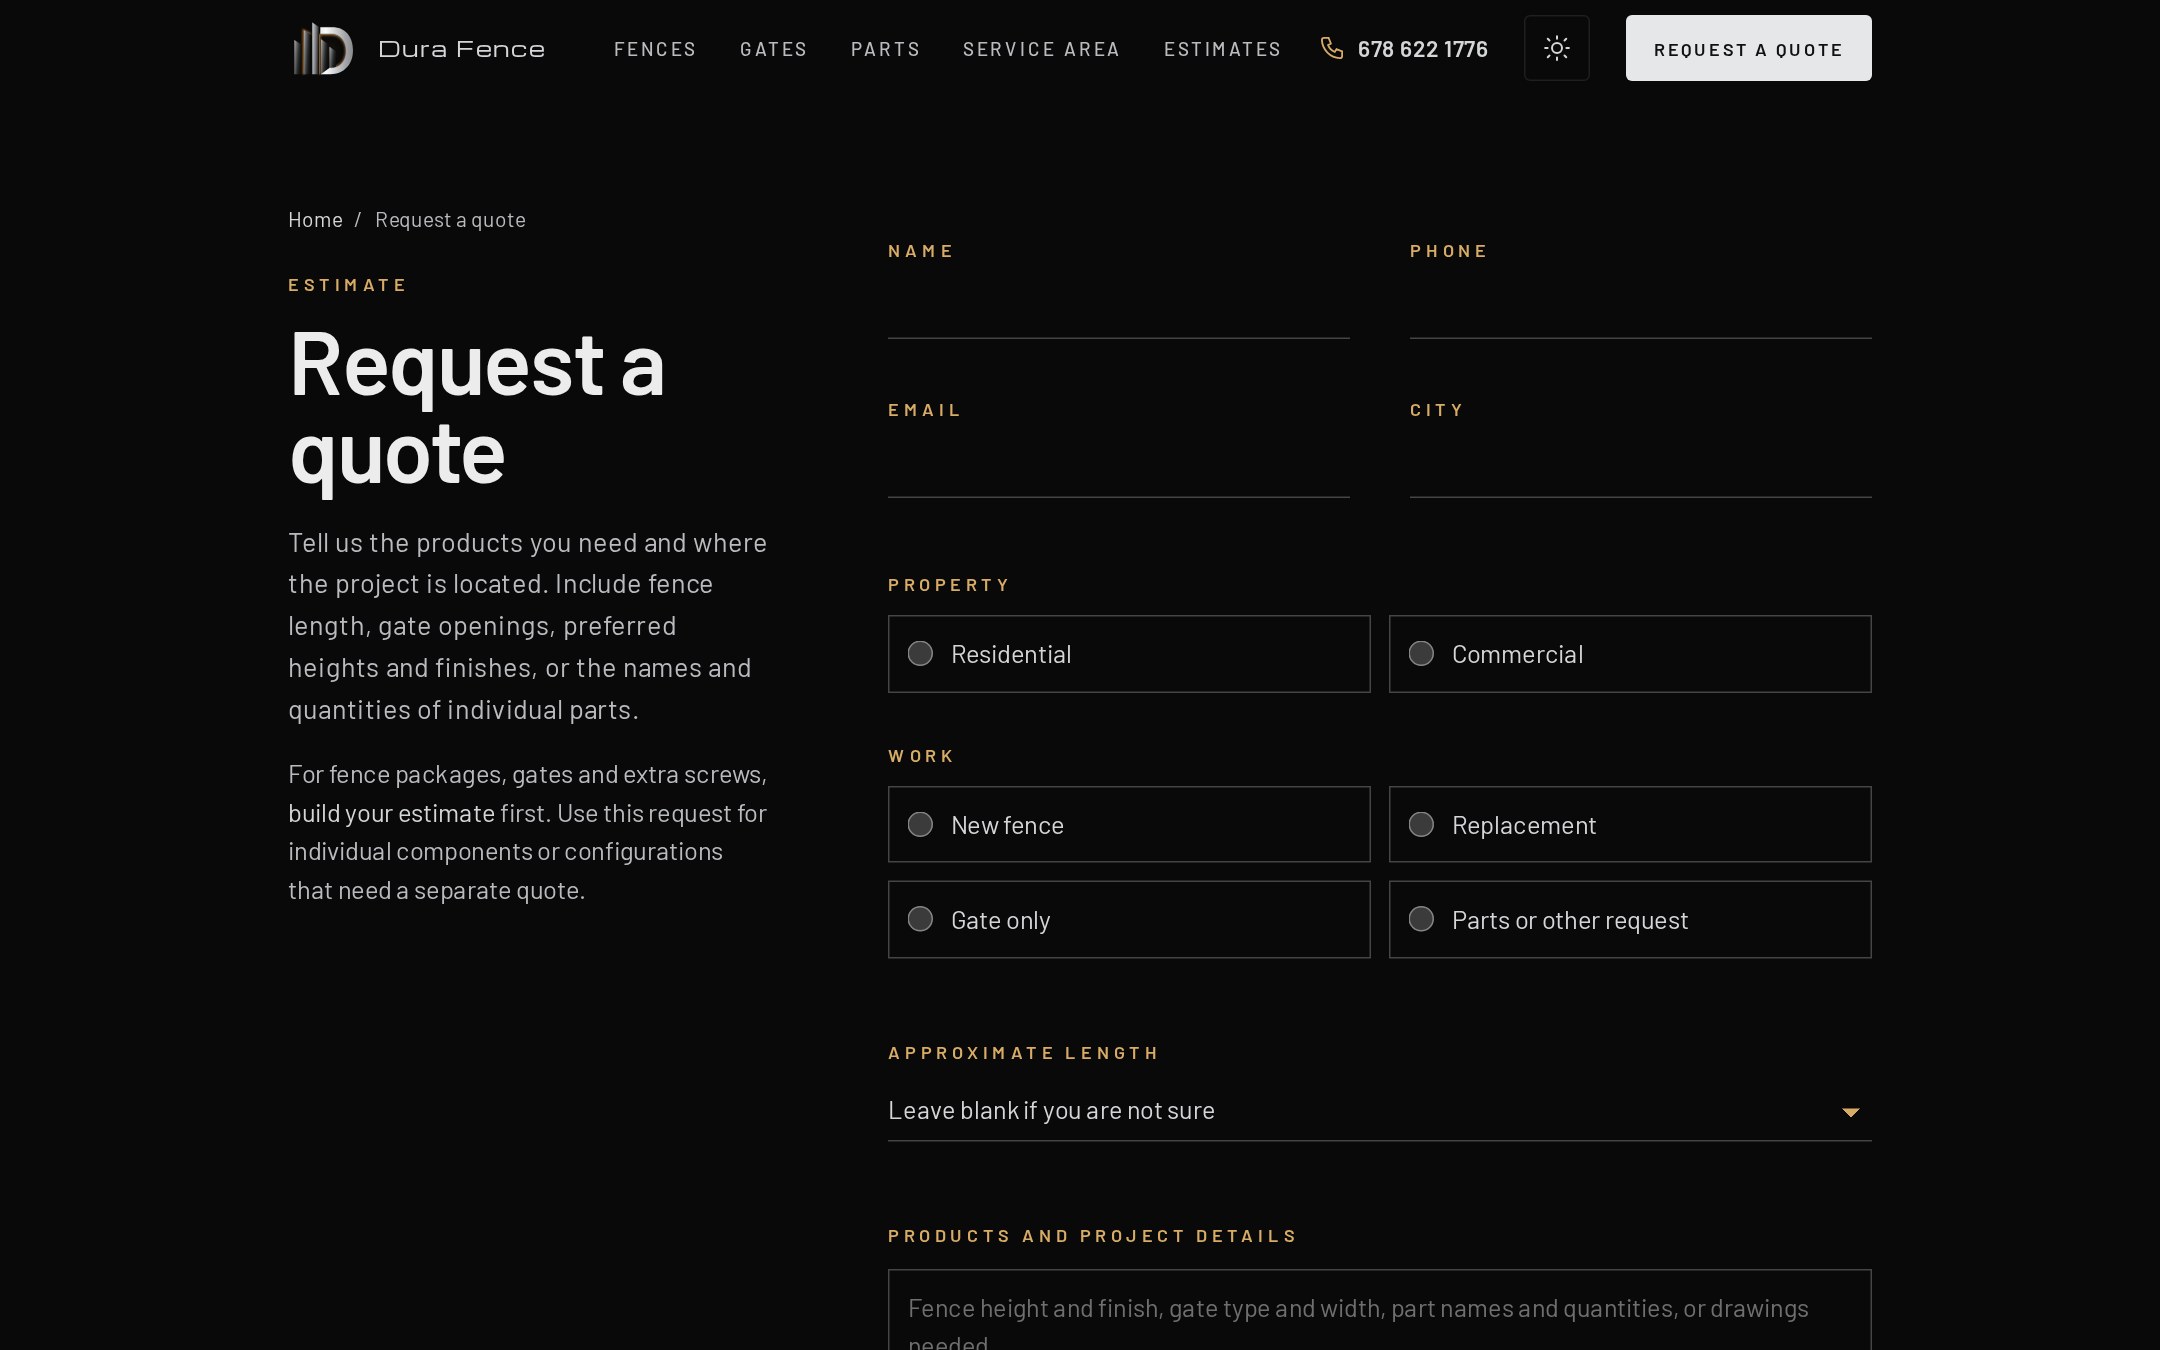 Dura Fence
FENCES
GATES
PARTS
SERVICE AREA
ESTIMATES
678 622 1776
REQUEST A QUOTE
Home / Request a quote
ESTIMATE
Request a
quote
Tell us the products you need and where
the project is located. Include fence
length, gate openings, preferred
heights and finishes, or the names and
quantities of individual parts.
For fence packages, gates and extra screws,
build your estimate first. Use this request for
individual components or configurations
that need a separate quote.
NAME
PHONE
EMAIL
CITY
PROPERTY
Residential
Commercial
WORK
New fence
Replacement
Gate only
Parts or other request
APPROXIMATE LENGTH
Leave blank if you are not sure
PRODUCTS AND PROJECT DETAILS
Fence height and finish, gate type and width, part names and quantities, or drawings
needed